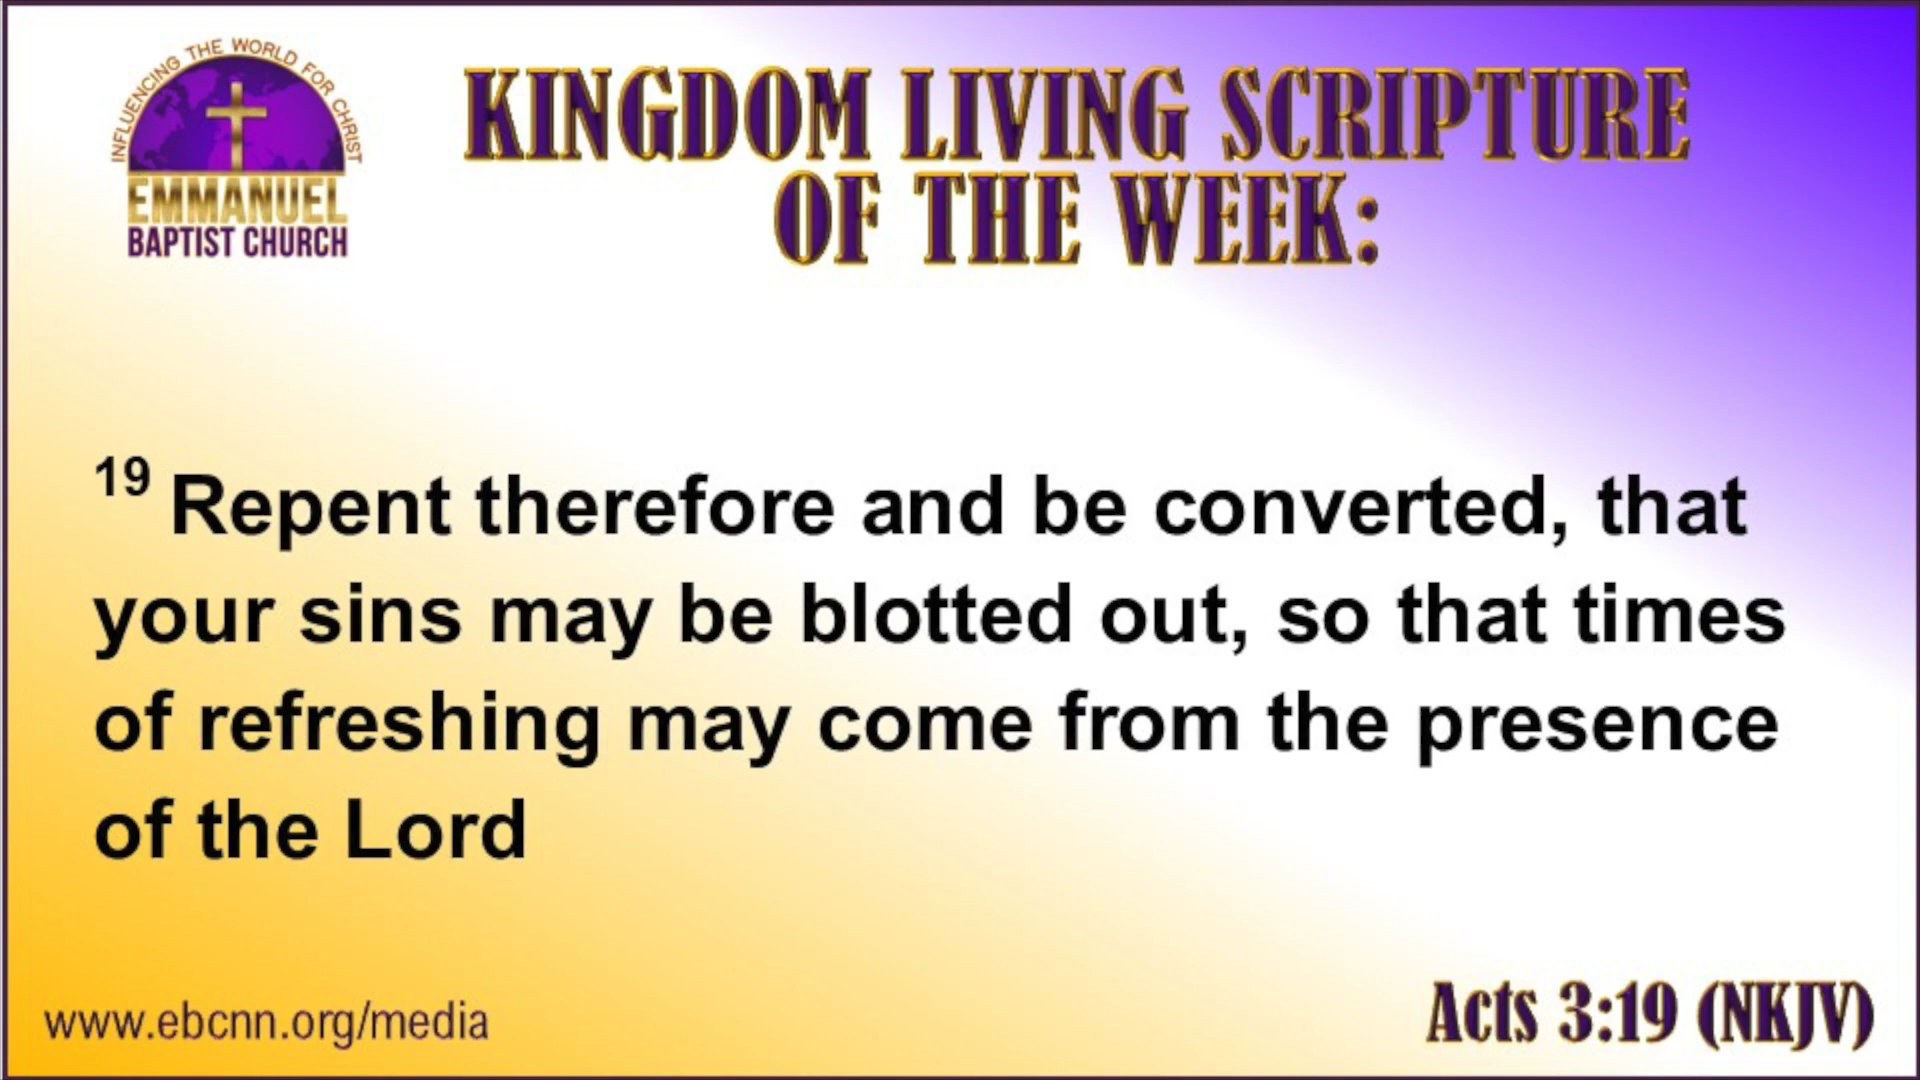 INFLUENCING THE WORLD FOR CHRIST
EMMANUEL
BAPTIST CHURCH
KINGDOM LIVING SCRIPTURE
OF THE WEEK:
19 Repent therefore and be converted, that
your sins may be blotted out, so that times
of refreshing may come from the presence
of the Lord
www.ebcnn.org/media
Acts 3:19 (NKJV)